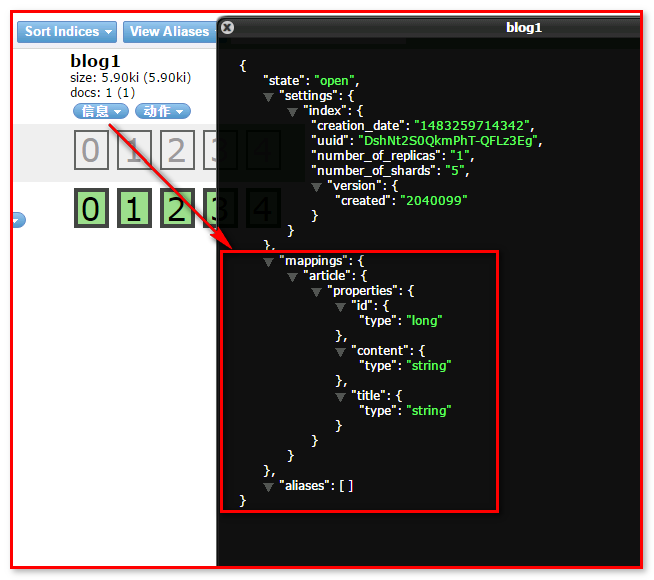 Sort Indices
View Aliases
blog1
blog1
size: 5.90ki (5.90ki)
docs: 1 (1)
信息
动作
0 1 2 3 4
0 1 2 3 4
{
"state": "open",
"settings": {
"index": {
"creation_date": "1483259714342",
"uuid": "DshNt2S0QkmPhT-QFLz3Eg",
"number_of_replicas": "1",
"number_of_shards": "5",
"version": {
"created": "2040099"
}
}
},
"mappings": {
"article": {
"properties": {
"id": {
"type": "long"
},
"content": {
"type": "string"
},
"title": {
"type": "string"
}
}
}
},
"aliases": [ ]
}